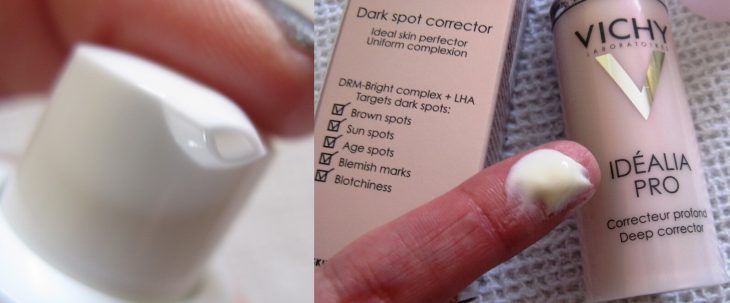 Dark spot corrector
Ideal skin perfector
Uniform complexion
DRM-Bright complex + LHA
Targets dark spots:
Brown spots
Sun spots
Age spots
Blemish marks
Blotchiness
VICHY
LABORATOIRES
IDÉALIA
PRO
Correcteur profond
Deep corrector